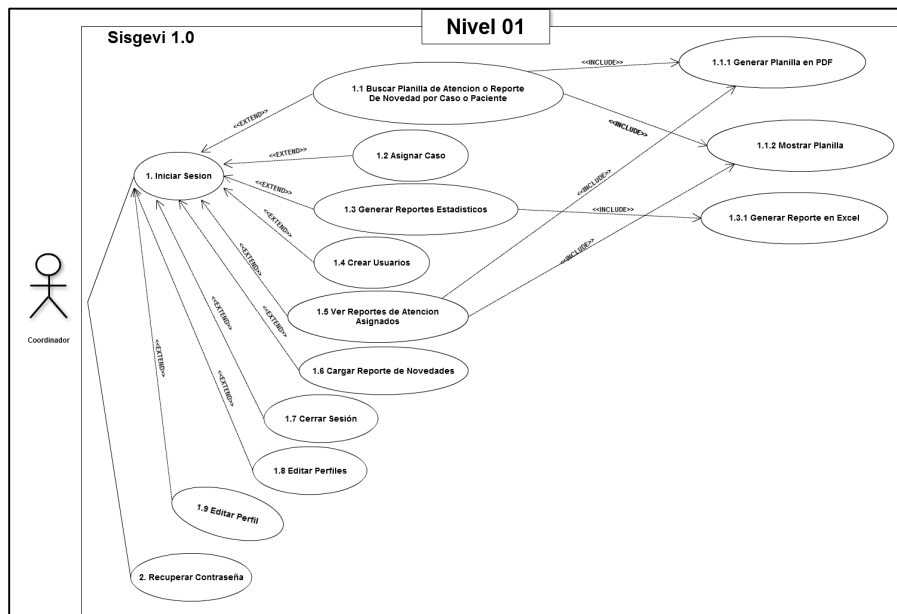 Nivel 01
Sisgevi 1.0
1.1 Buscar Planilla de Atencion o Reporte
De Novedad por Caso o Paciente
<<INCLUDE>>
1.1.1 Generar Planilla en PDF
<<EXTEND>>
<<INCLUDE>>
1.1.2 Mostrar Planilla
<<EXTEND>>
1.2 Asignar Caso
1. Iniciar Sesion
<<EXTEND>>
<<INCLUDE>>
1.3 Generar Reportes Estadisticos
<<INCLUDE>>
1.3.1 Generar Reporte en Excel
<<EXTEND>>
1.4 Crear Usuarios
<<INCLUDE>>
<<EXTEND>>
1.5 Ver Reportes de Atencion
Asignados
<<EXTEND>>
<<EXTEND>>
Coordinador
<<EXTEND>>
1.6 Cargar Reporte de Novedades
<<EXTEND>>
1.7 Cerrar Sesión
1.8 Editar Perfiles
1.9 Editar Perfil
2. Recuperar Contraseña